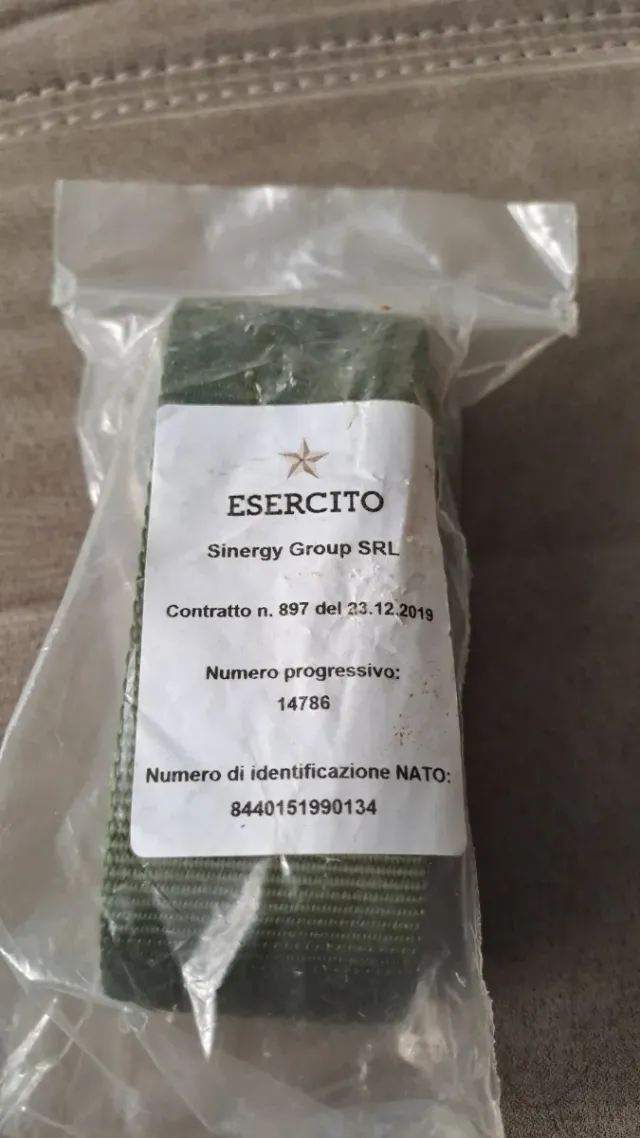 ESERCITO
Sinergy Group SRL
Contratto n. 897 del 23.12.2019
Numero progressivo:
14786
Numero di identificazione NATO:
8440151990134